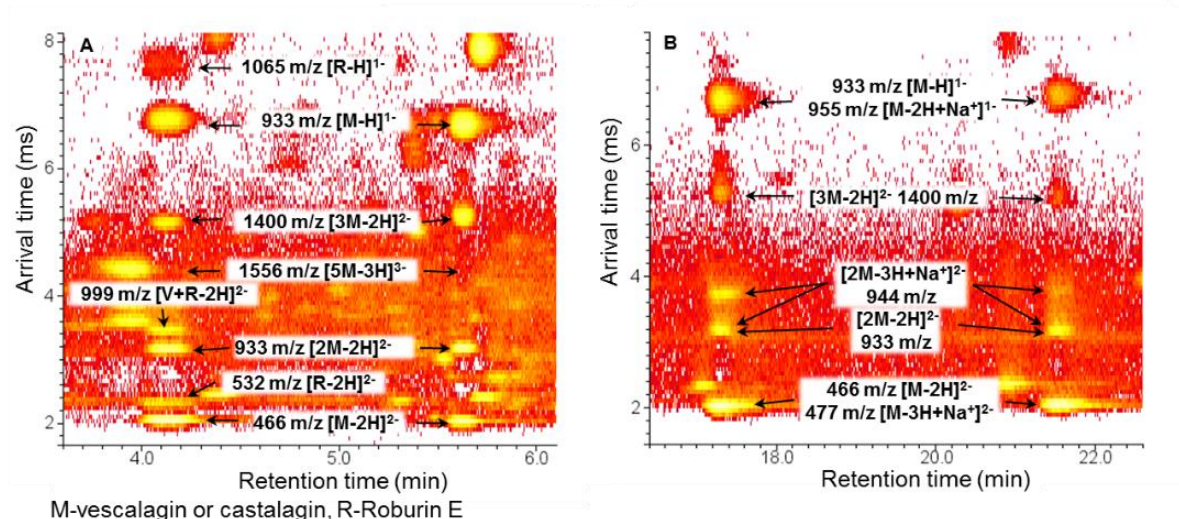 A
8
6
4
2
Arrival time (ms)
1065 m/z [R-H]¹⁻
933 m/z [M-H]¹⁻
1400 m/z [3M-2H]²⁻
1556 m/z [5M-3H]³⁻
999 m/z [V+R-2H]²⁻
933 m/z [2M-2H]²⁻
532 m/z [R-2H]²⁻
466 m/z [M-2H]²⁻
4.0 5.0 6.0
Retention time (min)
B
8
6
4
2
Arrival time (ms)
933 m/z [M-H]¹⁻
955 m/z [M-2H+Na⁺]¹⁻
[3M-2H]²⁻ 1400 m/z
[2M-3H+Na⁺]²⁻
944 m/z
[2M-2H]²⁻
933 m/z
466 m/z [M-2H]²⁻
477 m/z [M-3H+Na⁺]²⁻
18.0 20.0 22.0
Retention time (min)
M-vescalagin or castalagin, R-Roburin E